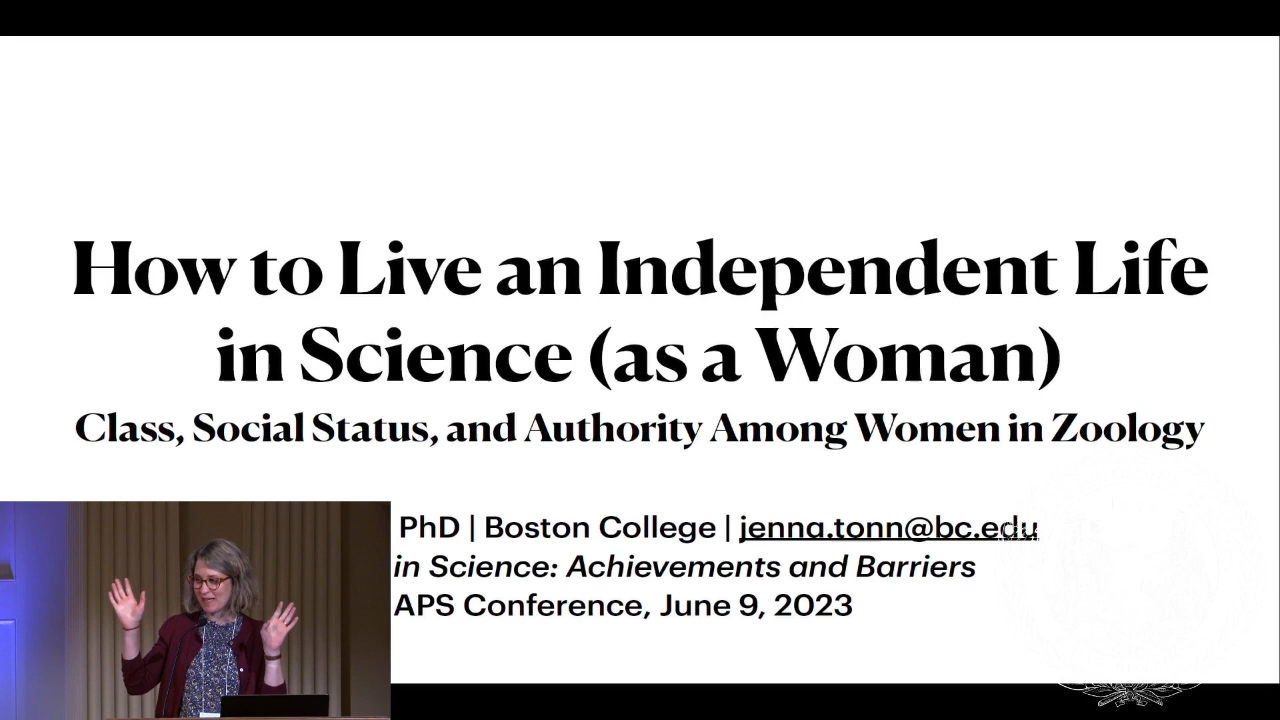 How to Live an Independent Life
in Science (as a Woman)
Class, Social Status, and Authority Among Women in Zoology
PhD | Boston College | jenna.tonn@bc.edu
in Science: Achievements and Barriers
APS Conference, June 9, 2023